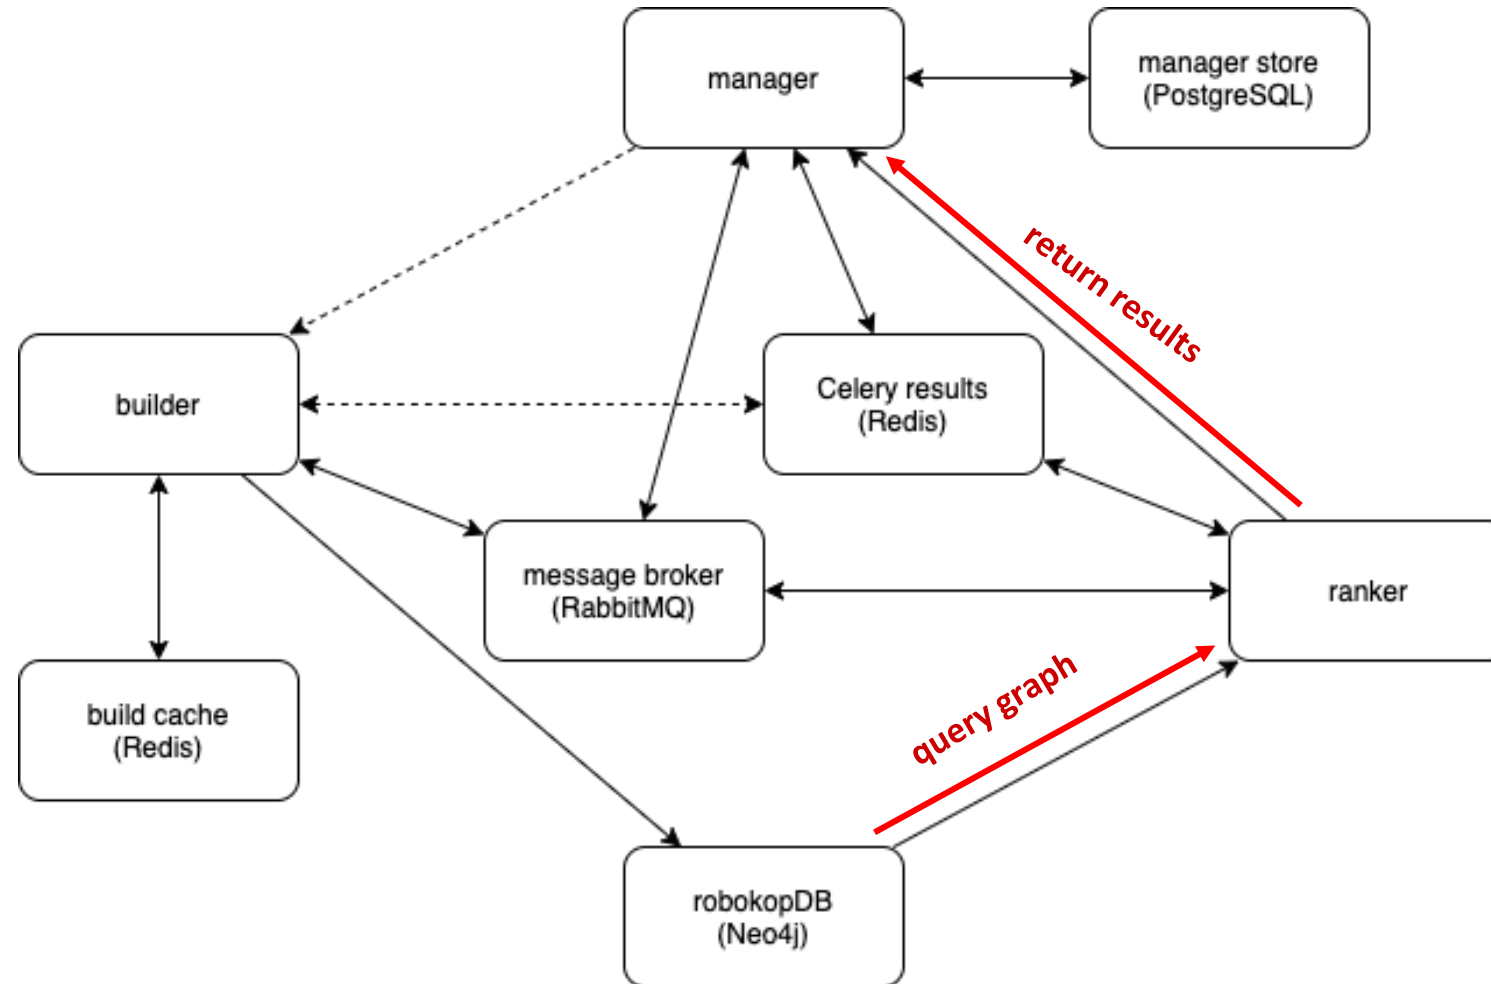 manager
manager store
(PostgreSQL)
return results
builder
Celery results
(Redis)
message broker
(RabbitMQ)
ranker
query graph
build cache
(Redis)
robokopDB
(Neo4j)